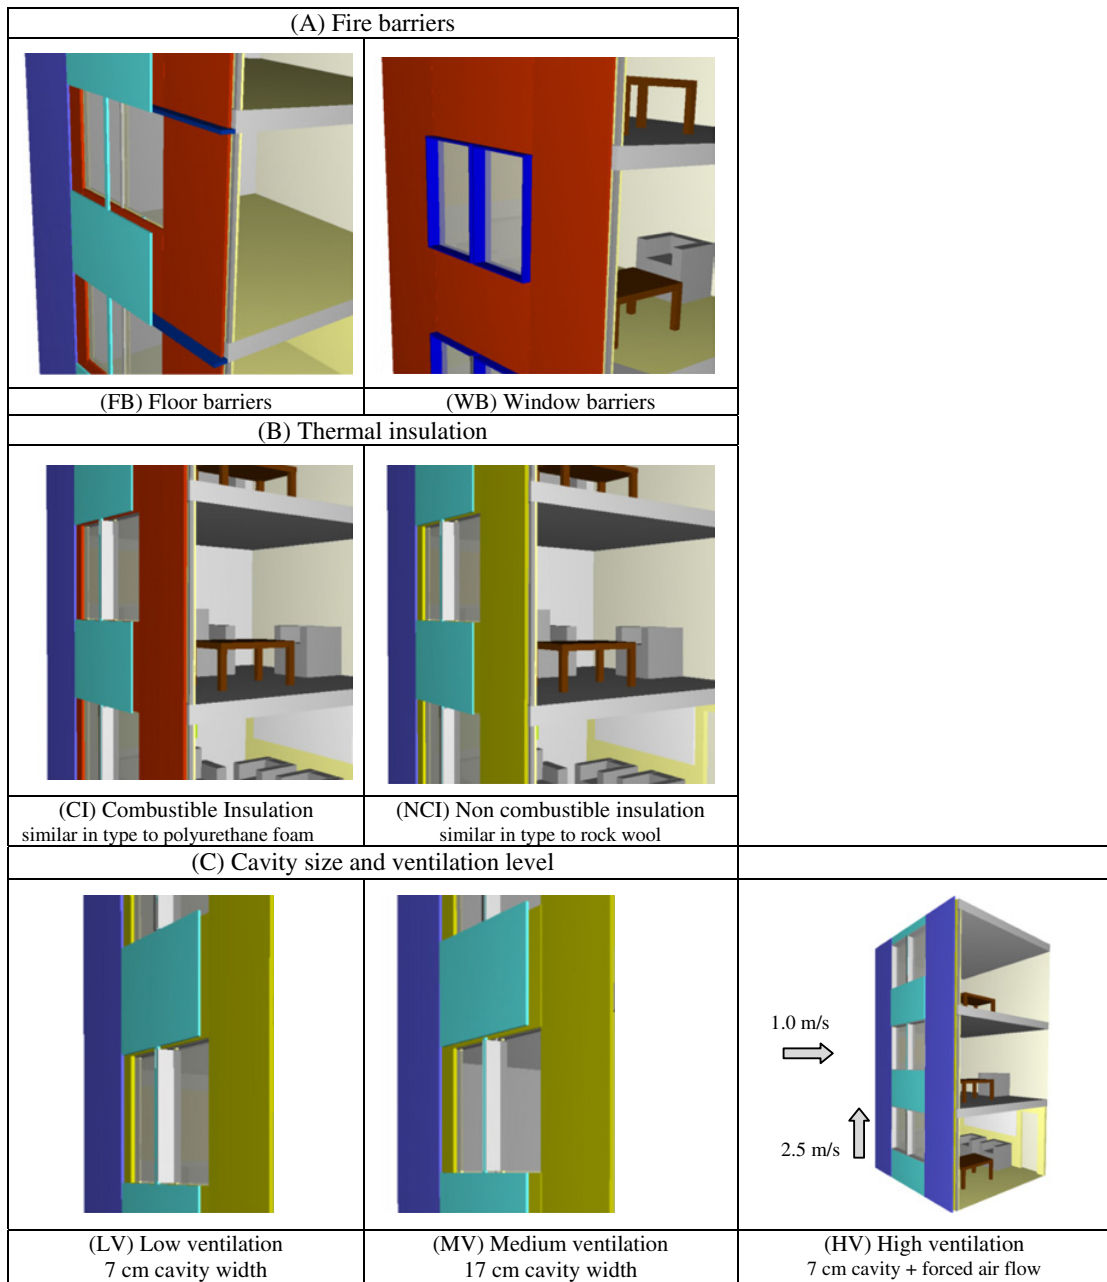 (A) Fire barriers
(FB) Floor barriers
(WB) Window barriers
(B) Thermal insulation
(CI) Combustible Insulation
similar in type to polyurethane foam
(NCI) Non combustible insulation
similar in type to rock wool
(C) Cavity size and ventilation level
1.0 m/s
2.5 m/s
(LV) Low ventilation
7 cm cavity width
(MV) Medium ventilation
17 cm cavity width
(HV) High ventilation
7 cm cavity + forced air flow